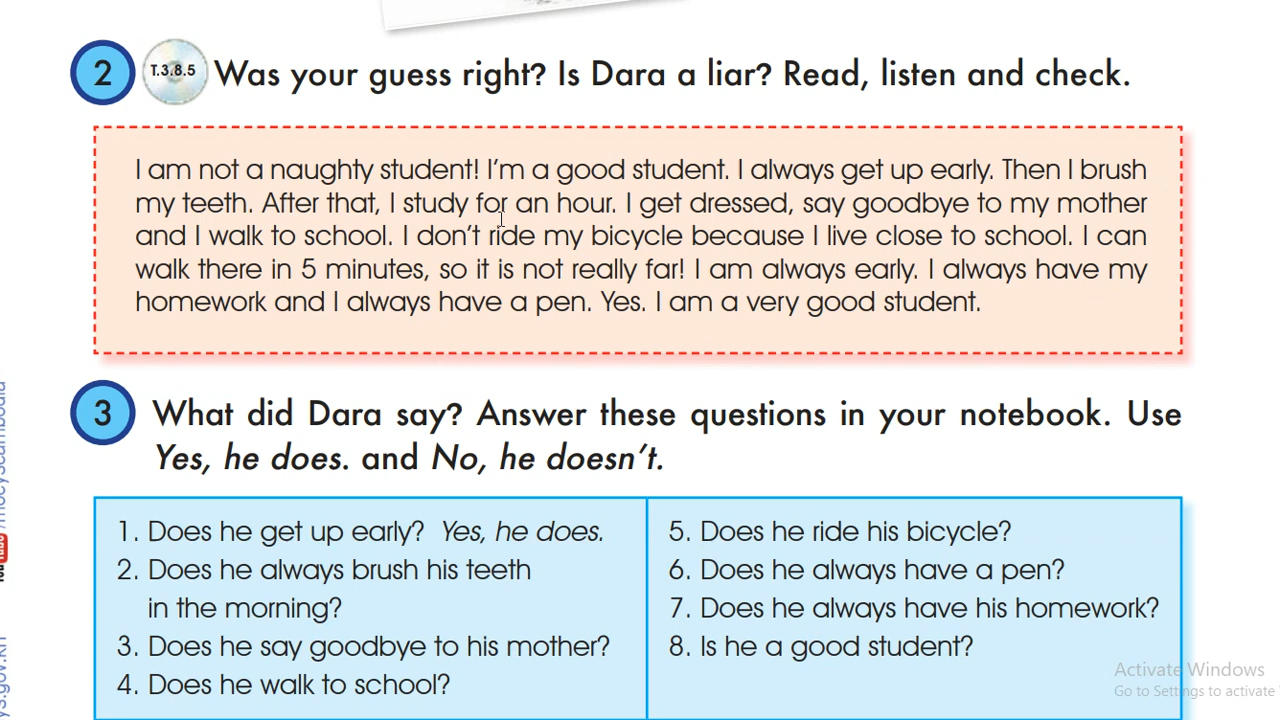 2 T.3.8.5 Was your guess right? Is Dara a liar? Read, listen and check.
I am not a naughty student! I'm a good student. I always get up early. Then I brush
my teeth. After that, I study for an hour. I get dressed, say goodbye to my mother
and I walk to school. I don't ride my bicycle because I live close to school. I can
walk there in 5 minutes, so it is not really far! I am always early. I always have my
homework and I always have a pen. Yes. I am a very good student.
3 What did Dara say? Answer these questions in your notebook. Use
Yes, he does. and No, he doesn't.
1. Does he get up early? Yes, he does.
2. Does he always brush his teeth
in the morning?
3. Does he say goodbye to his mother?
4. Does he walk to school?
5. Does he ride his bicycle?
6. Does he always have a pen?
7. Does he always have his homework?
8. Is he a good student?
Activate Windows
Go to Settings to activate